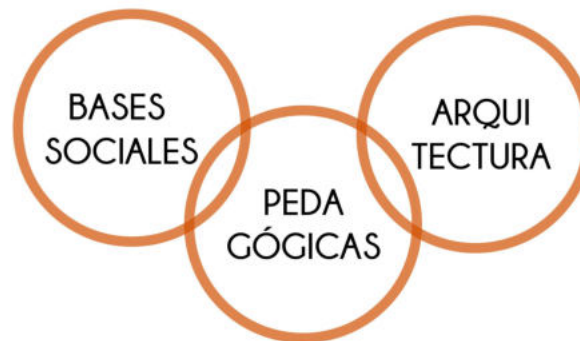 BASES
SOCIALES
PEDA
GÓGICAS
ARQUI
TECTURA